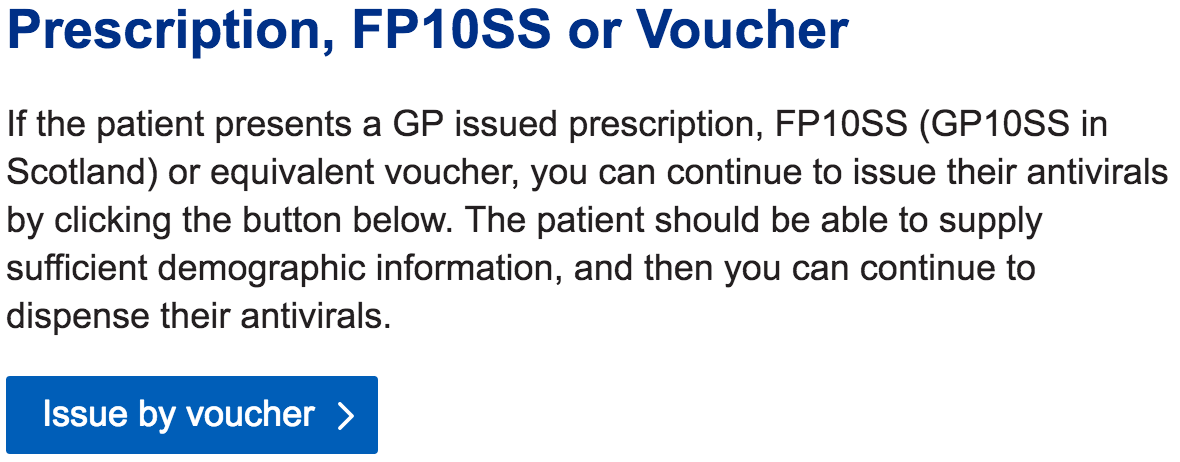 Prescription, FP10SS or Voucher
If the patient presents a GP issued prescription, FP10SS (GP10SS in
Scotland) or equivalent voucher, you can continue to issue their antivirals
by clicking the button below. The patient should be able to supply
sufficient demographic information, and then you can continue to
dispense their antivirals.
Issue by voucher